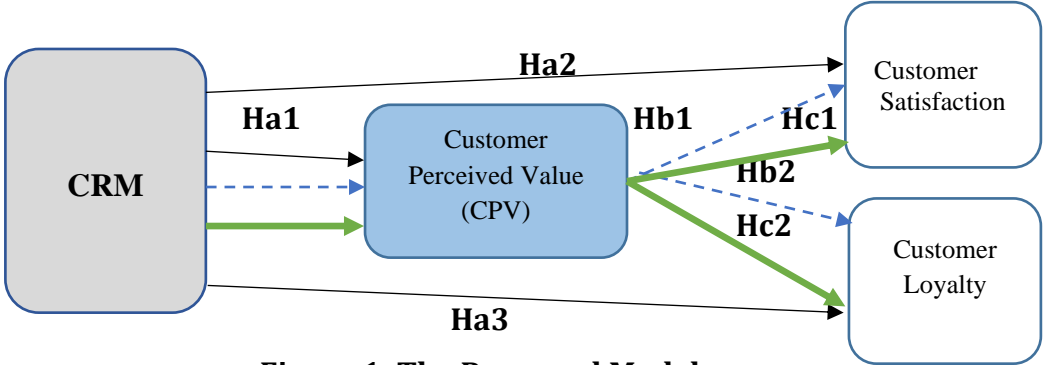 Ha2
Customer
Satisfaction
Ha1
Hb1
Hc1
Customer
Perceived Value
(CPV)
CRM
Hb2
Hc2
Customer
Loyalty
Ha3